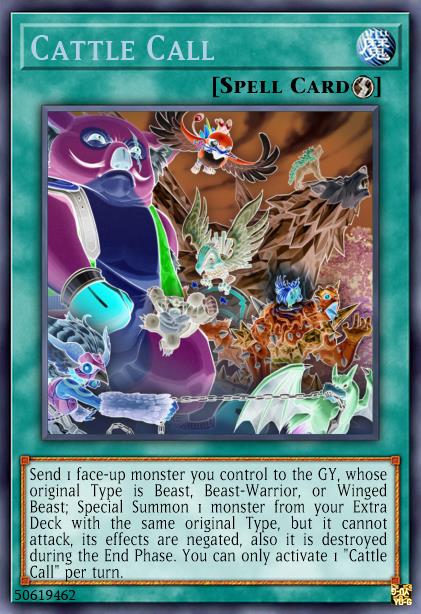 CATTLE CALL
[SPELL CARD]
Send 1 face-up monster you control to the GY, whose
original Type is Beast, Beast-Warrior, or Winged
Beast; Special Summon 1 monster from your Extra
Deck with the same original Type, but it cannot
attack, its effects are negated, also it is destroyed
during the End Phase. You can only activate 1 "Cattle
Call" per turn.
50619462